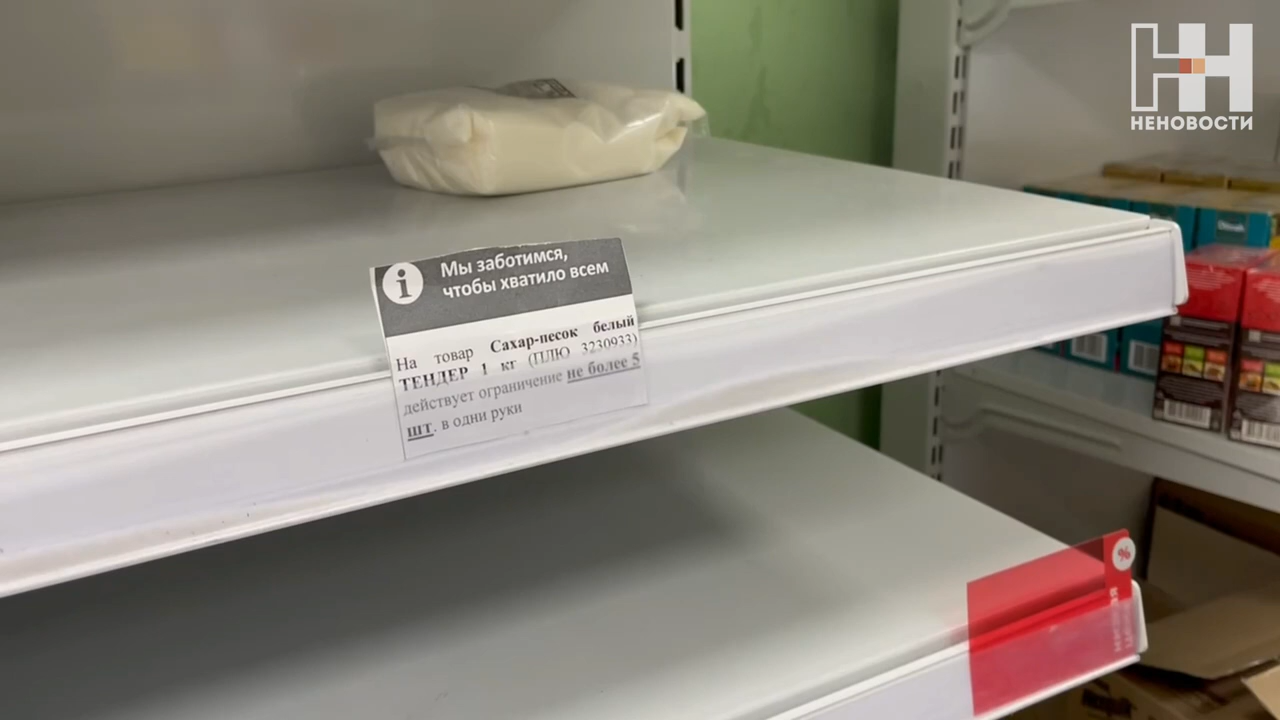 НЕНОВОСТИ
i Мы заботимся,
чтобы хватило всем
На товар Сахар-песок белый
ТЕНДЕР 1 кг (ПЛЮ 3230933)
действует ограничение не более 5
шт. в одни руки
%